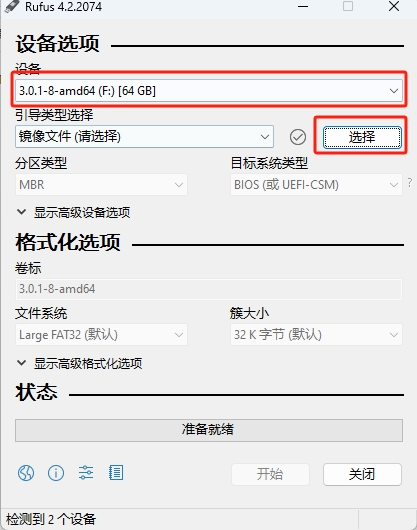 Rufus 4.2.2074
设备选项
设备
3.0.1-8-amd64 (F:) [64 GB]
引导类型选择
镜像文件 (请选择)
选择
分区类型
目标系统类型
MBR
BIOS (或 UEFI-CSM)
?
显示高级设备选项
格式化选项
卷标
3.0.1-8-amd64
文件系统
簇大小
Large FAT32 (默认)
32 K 字节 (默认)
显示高级格式化选项
状态
准备就绪
开始
关闭
检测到 2 个设备